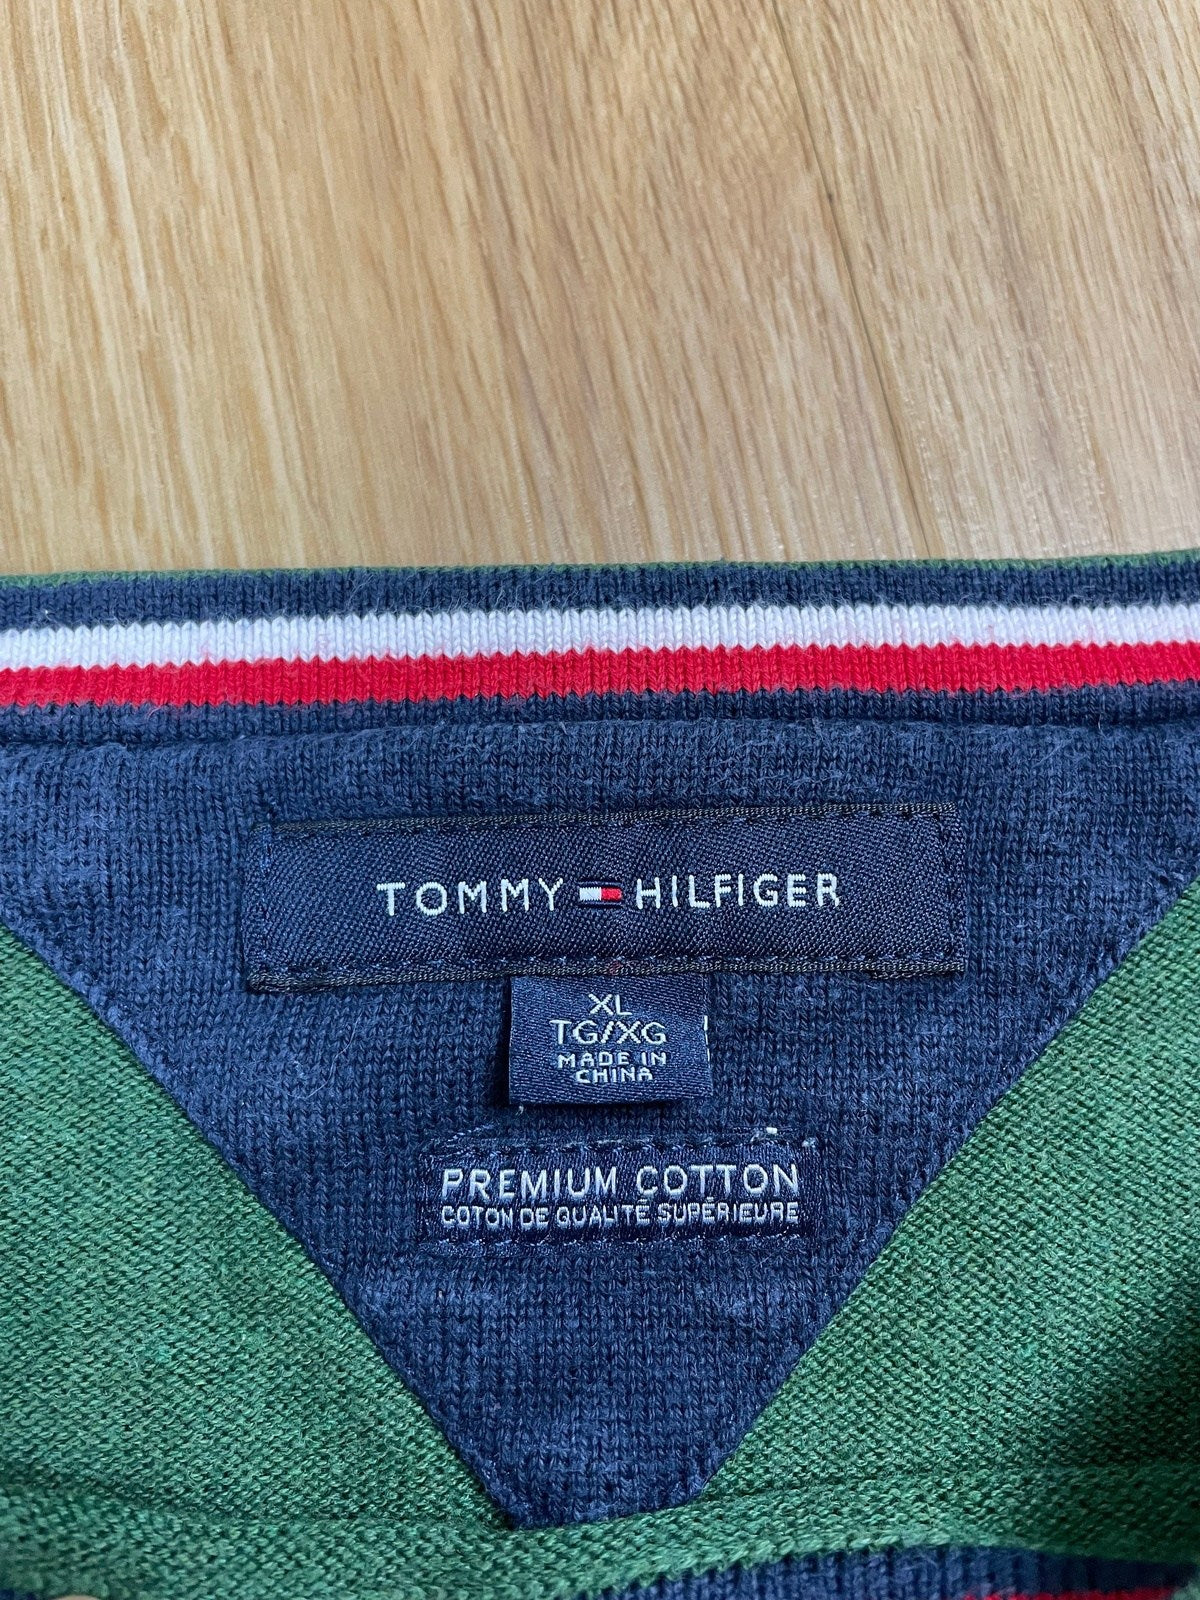 TOMMY HILFIGER
XL
TG/XG
MADE IN
CHINA
PREMIUM COTTON
COTON DE QUALITÉ SUPÉRIEURE